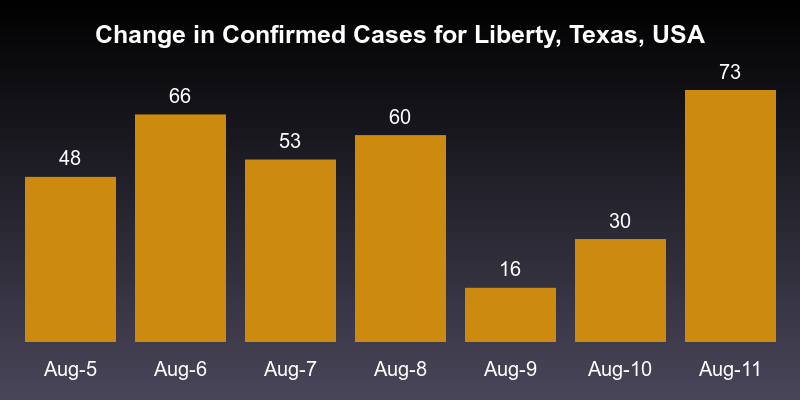 Change in Confirmed Cases for Liberty, Texas, USA
48
66
53
60
16
30
73
Aug-5
Aug-6
Aug-7
Aug-8
Aug-9
Aug-10
Aug-11